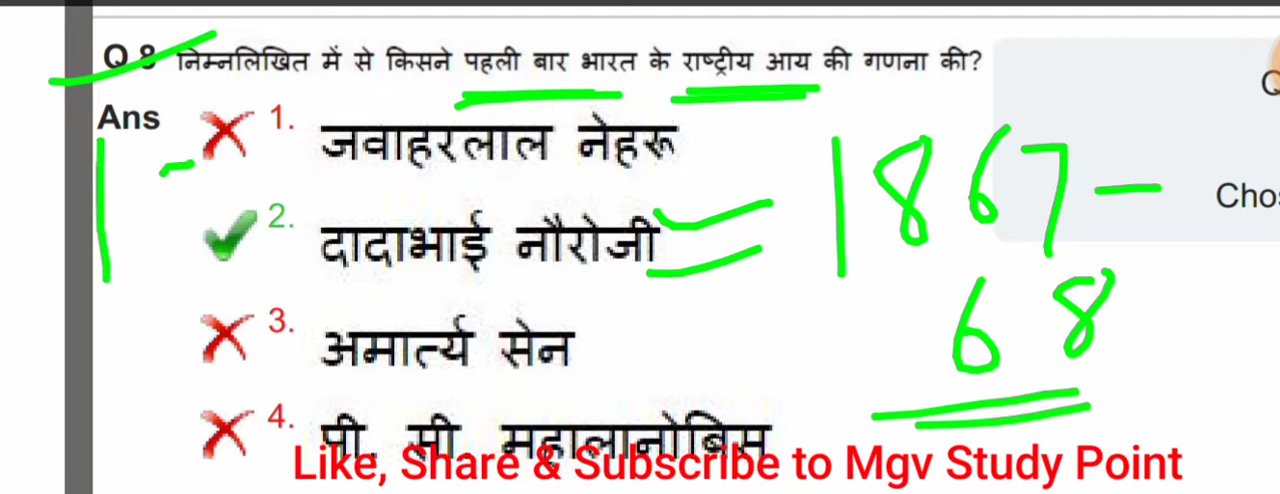 Q.8 निम्नलिखित में से किसने पहली बार भारत के राष्ट्रीय आय की गणना की?
Ans 1. जवाहरलाल नेहरू
2. दादाभाई नौरोजी = 1867-
68
3. अमार्त्य सेन
4. पी. सी. महालानोबिस
Like, Share & Subscribe to Mgv Study Point
Q
Chos